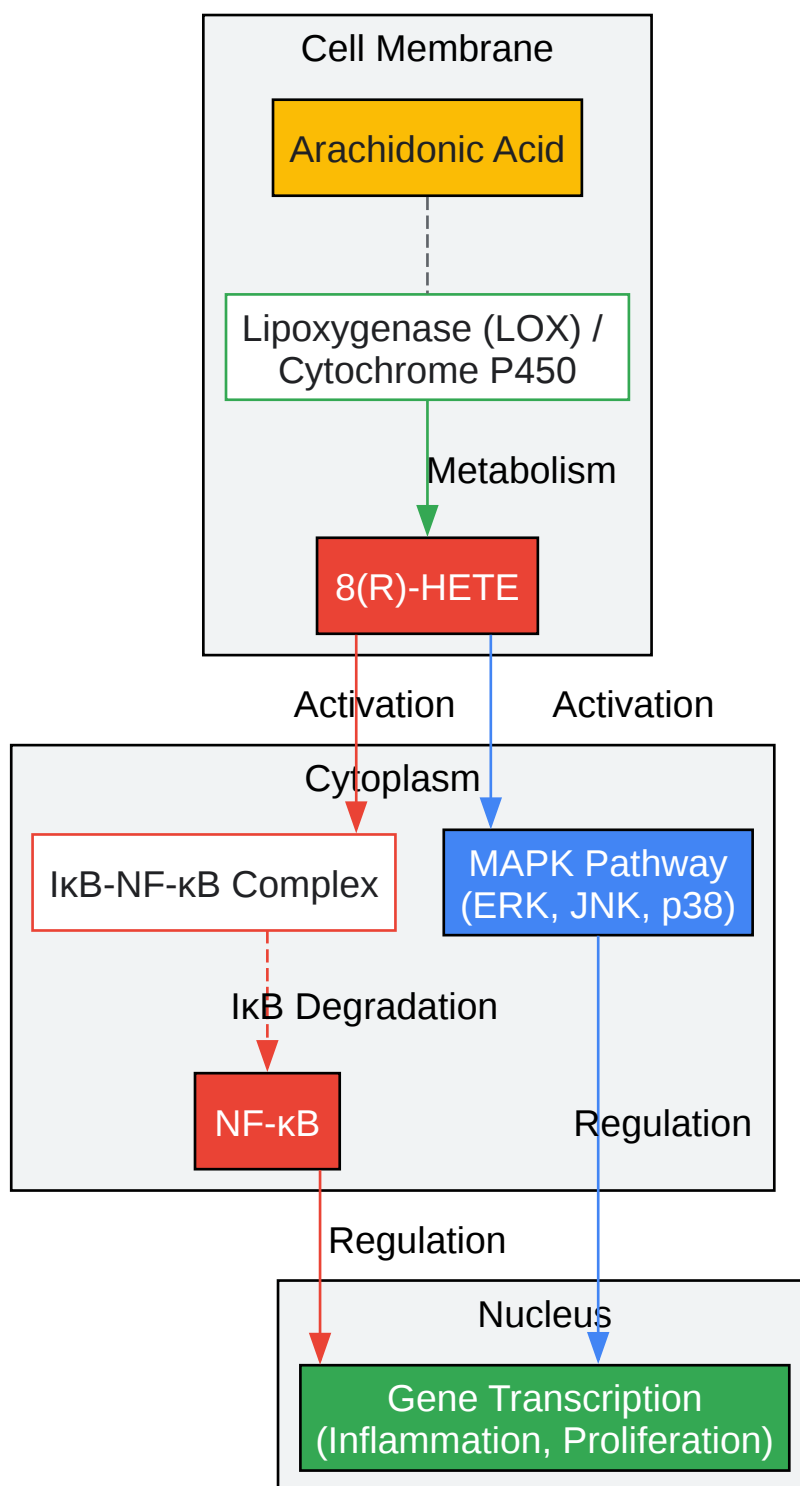 Cell Membrane
Arachidonic Acid
Lipoxygenase (LOX) /
Cytochrome P450
Metabolism
8(R)-HETE
Activation
Activation
Cytoplasm
IκB-NF-κB Complex
MAPK Pathway
(ERK, JNK, p38)
IκB Degradation
NF-κB
Regulation
Regulation
Nucleus
Gene Transcription
(Inflammation, Proliferation)